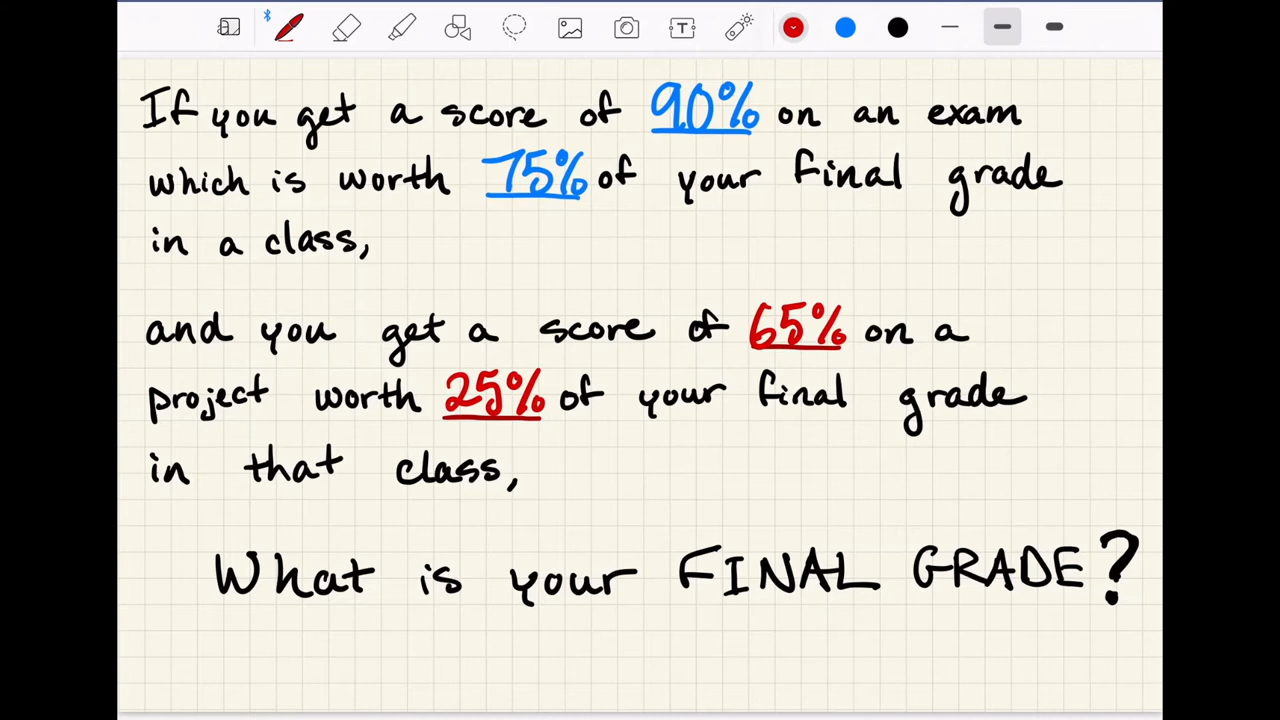 If you get a score of 90% on an exam
which is worth 75% of your final grade
in a class,
and you get a score of 65% on a
project worth 25% of your final grade
in that class,
What is your FINAL GRADE?